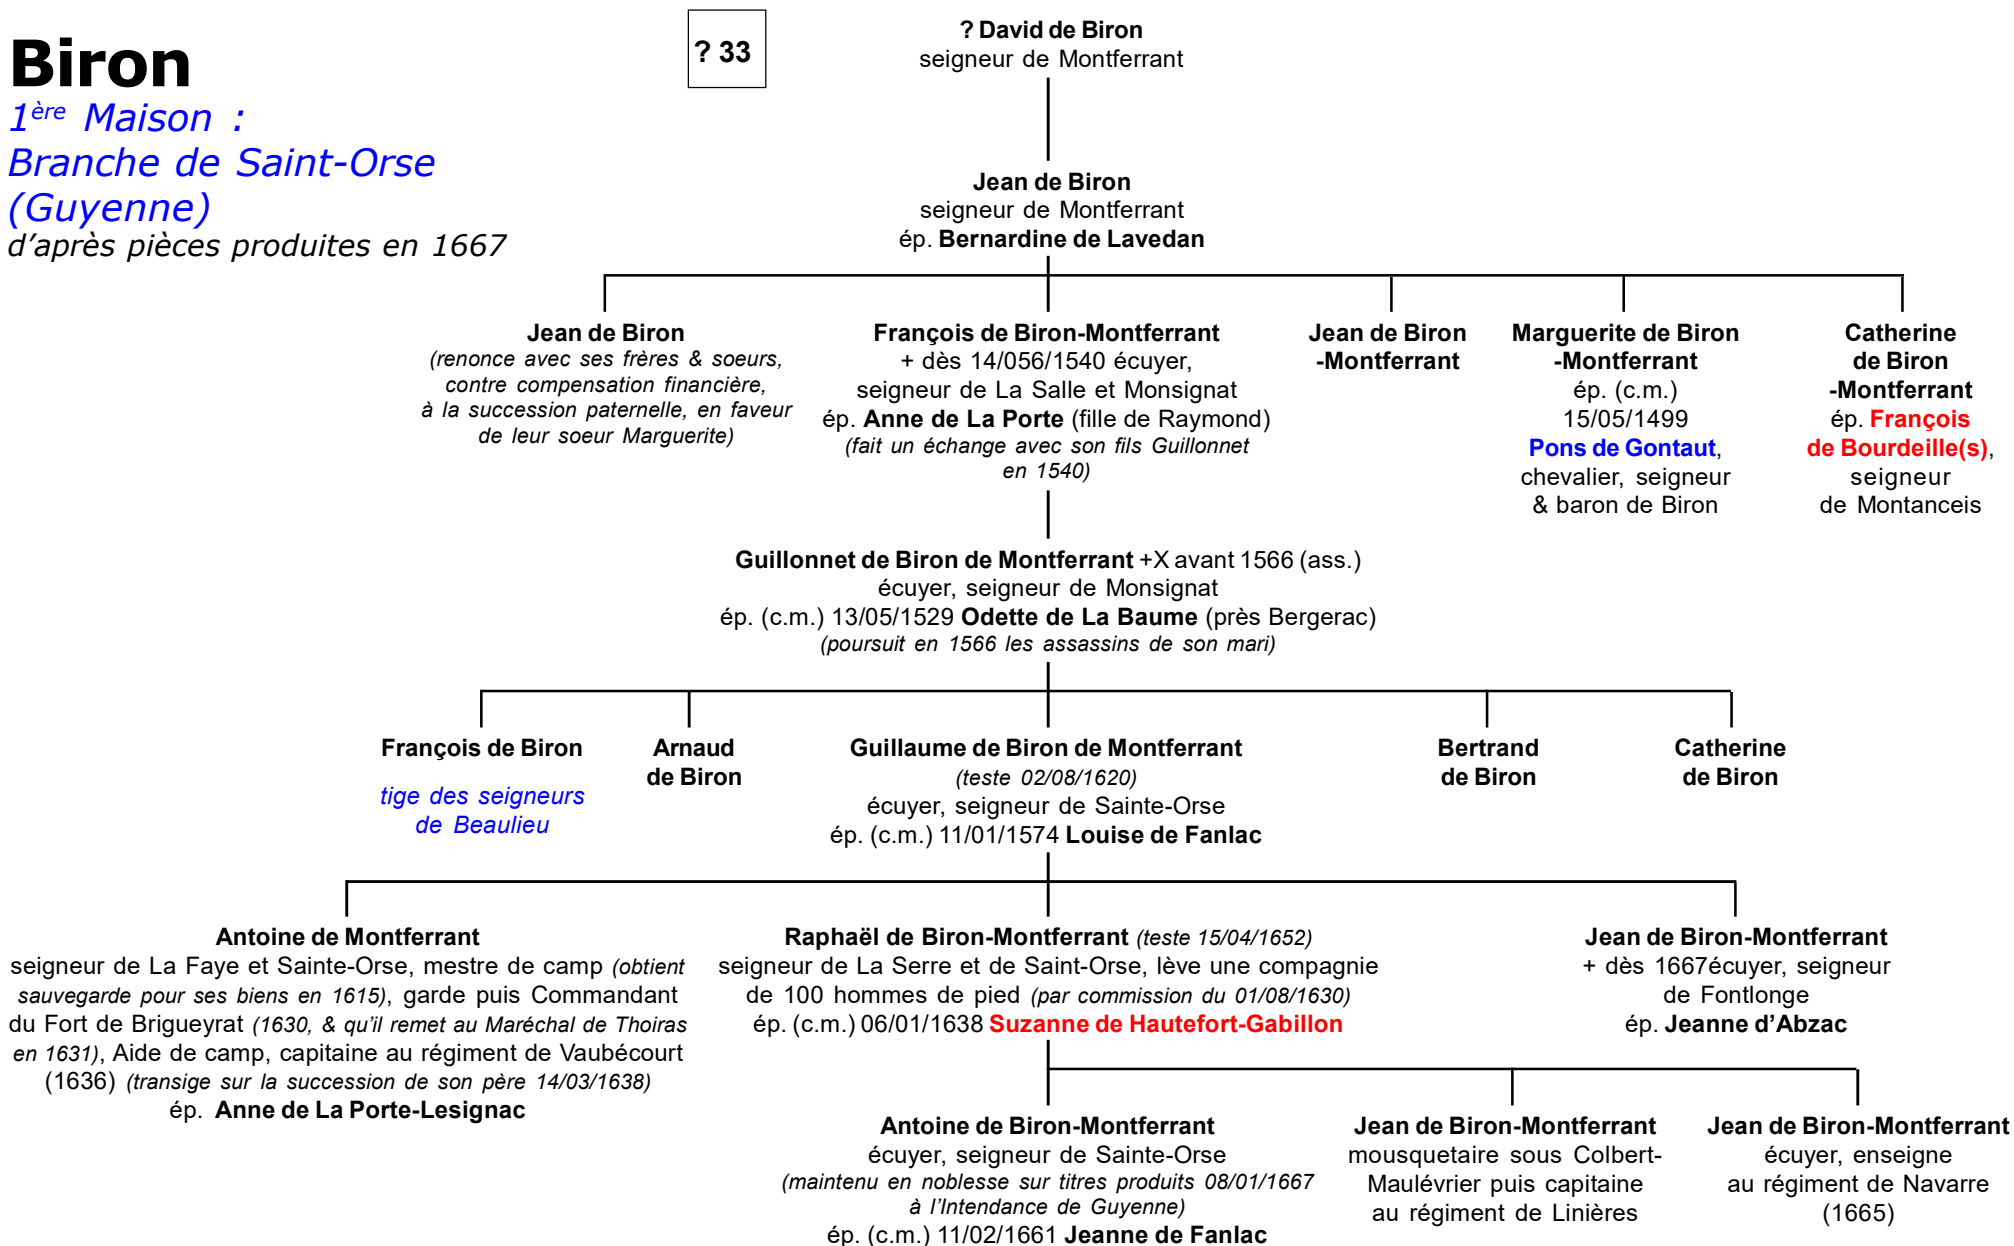 Biron
1ère Maison :
Branche de Saint-Orse
(Guyenne)
d’après pièces produites en 1667
? 33
? David de Biron
seigneur de Montferrant
Jean de Biron
seigneur de Montferrant
ép. Bernardine de Lavedan
Jean de Biron
(renonce avec ses frères & soeurs,
contre compensation financière,
à la succession paternelle, en faveur
de leur soeur Marguerite)
François de Biron-Montferrant
+ dès 14/056/1540 écuyer,
seigneur de La Salle et Monsignat
ép. Anne de La Porte (fille de Raymond)
(fait un échange avec son fils Guillonnet
en 1540)
Jean de Biron
-Montferrant
Marguerite de Biron
-Montferrant
ép. (c.m.)
15/05/1499
Pons de Gontaut,
chevalier, seigneur
& baron de Biron
Catherine
de Biron
-Montferrant
ép. François
de Bourdeille(s),
seigneur
de Montanceis
Guillonnet de Biron de Montferrant +X avant 1566 (ass.)
écuyer, seigneur de Monsignat
ép. (c.m.) 13/05/1529 Odette de La Baume (près Bergerac)
(poursuit en 1566 les assassins de son mari)
François de Biron
tige des seigneurs
de Beaulieu
Arnaud
de Biron
Guillaume de Biron de Montferrant
(teste 02/08/1620)
écuyer, seigneur de Sainte-Orse
ép. (c.m.) 11/01/1574 Louise de Fanlac
Bertrand
de Biron
Catherine
de Biron
Antoine de Montferrant
seigneur de La Faye et Sainte-Orse, mestre de camp (obtient
sauvegarde pour ses biens en 1615), garde puis Commandant
du Fort de Brigueyrat (1630, & qu’il remet au Maréchal de Thoiras
en 1631), Aide de camp, capitaine au régiment de Vaubécourt
(1636) (transige sur la succession de son père 14/03/1638)
ép. Anne de La Porte-Lesignac
Raphaël de Biron-Montferrant (teste 15/04/1652)
seigneur de La Serre et de Saint-Orse, lève une compagnie
de 100 hommes de pied (par commission du 01/08/1630)
ép. (c.m.) 06/01/1638 Suzanne de Hautefort-Gabillon
Jean de Biron-Montferrant
+ dès 1667écuyer, seigneur
de Fontlonge
ép. Jeanne d’Abzac
Antoine de Biron-Montferrant
écuyer, seigneur de Sainte-Orse
(maintenu en noblesse sur titres produits 08/01/1667
à l’Intendance de Guyenne)
ép. (c.m.) 11/02/1661 Jeanne de Fanlac
Jean de Biron-Montferrant
mousquetaire sous Colbert-
Maulévrier puis capitaine
au régiment de Linières
Jean de Biron-Montferrant
écuyer, enseigne
au régiment de Navarre
(1665)